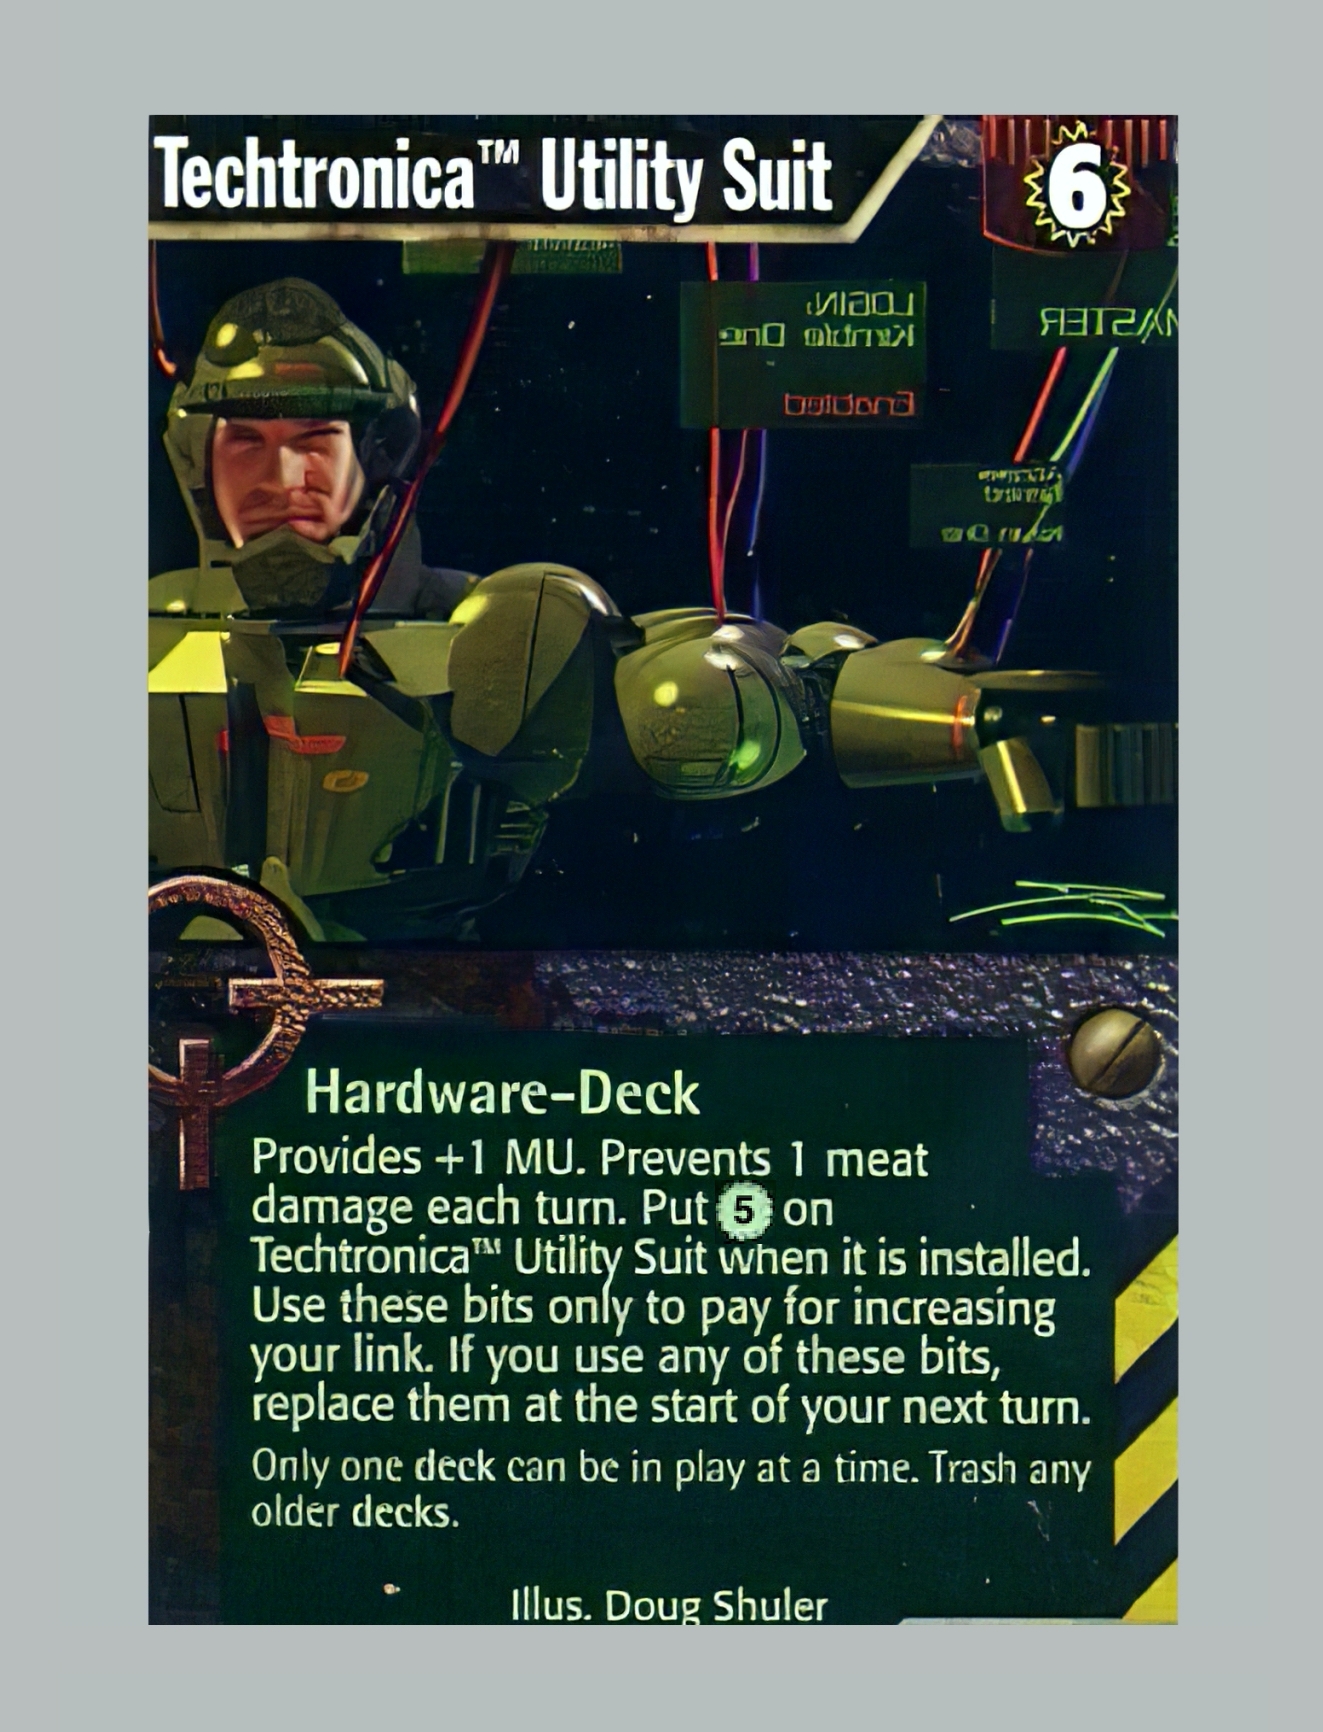 Techtronica™ Utility Suit
6
LOGIN:
Enabled
MASTER
Hardware-Deck
Provides +1 MU. Prevents 1 meat
damage each turn. Put 5 on
Techtronica™ Utility Suit when it is installed.
Use these bits only to pay for increasing
your link. If you use any of these bits,
replace them at the start of your next turn.
Only one deck can be in play at a time. Trash any
older decks.
Illus. Doug Shuler